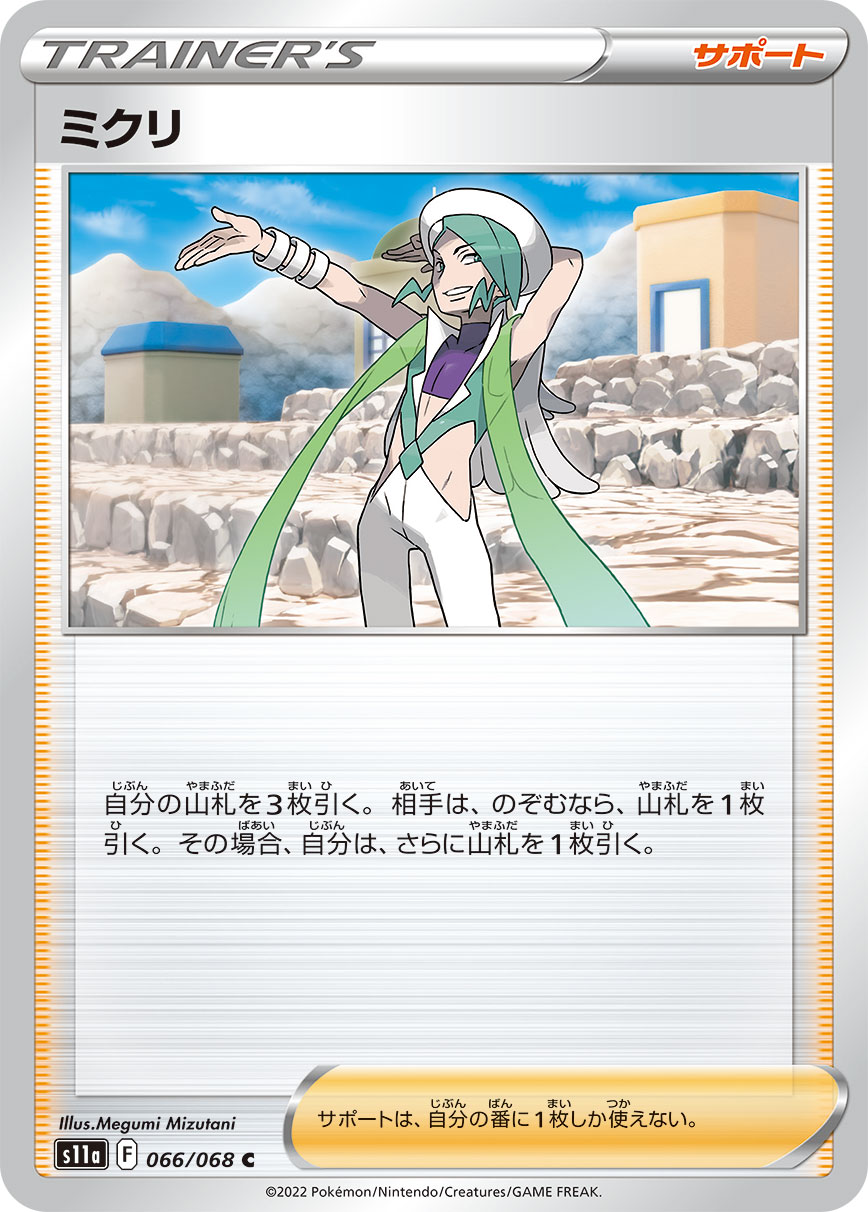 TRAINER'S サポート
ミクリ
自分の山札を3枚引く。相手は、のぞむなら、山札を1枚
引く。その場合、自分は、さらに山札を1枚引く。
サポートは、自分の番に1枚しか使えない。
Illus.Megumi Mizutani
s11a F 066/068 C
©2022 Pokémon/Nintendo/Creatures/GAME FREAK.